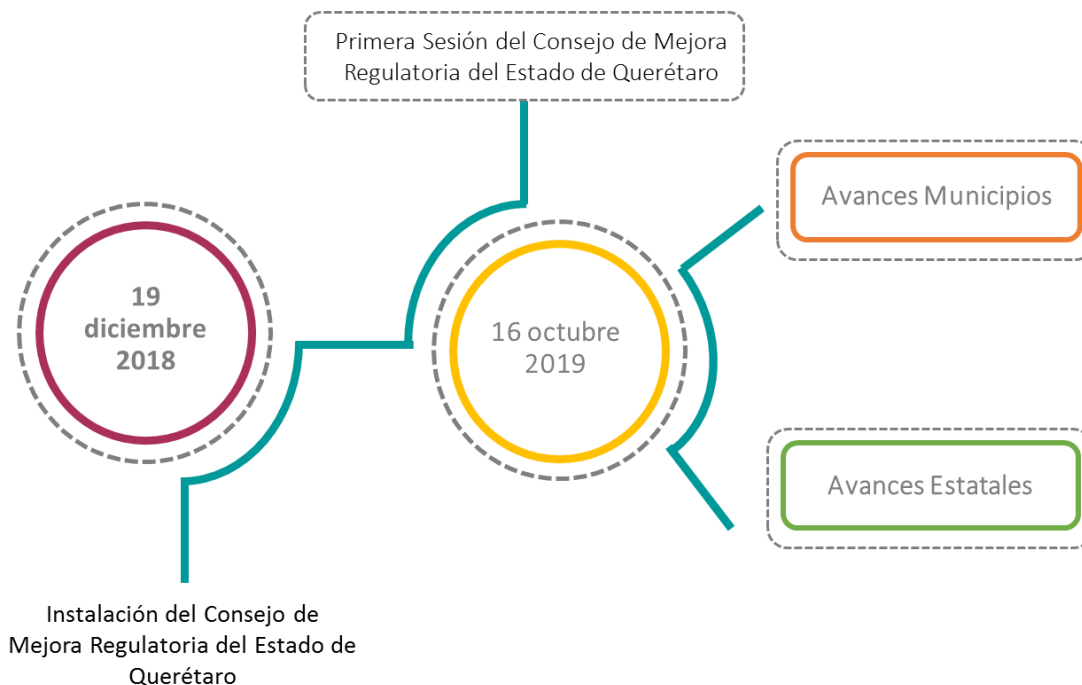 Primera Sesión del Consejo de Mejora
Regulatoria del Estado de Querétaro
19
diciembre
2018
16 octubre
2019
Avances Municipios
Avances Estatales
Instalación del Consejo de
Mejora Regulatoria del Estado de
Querétaro